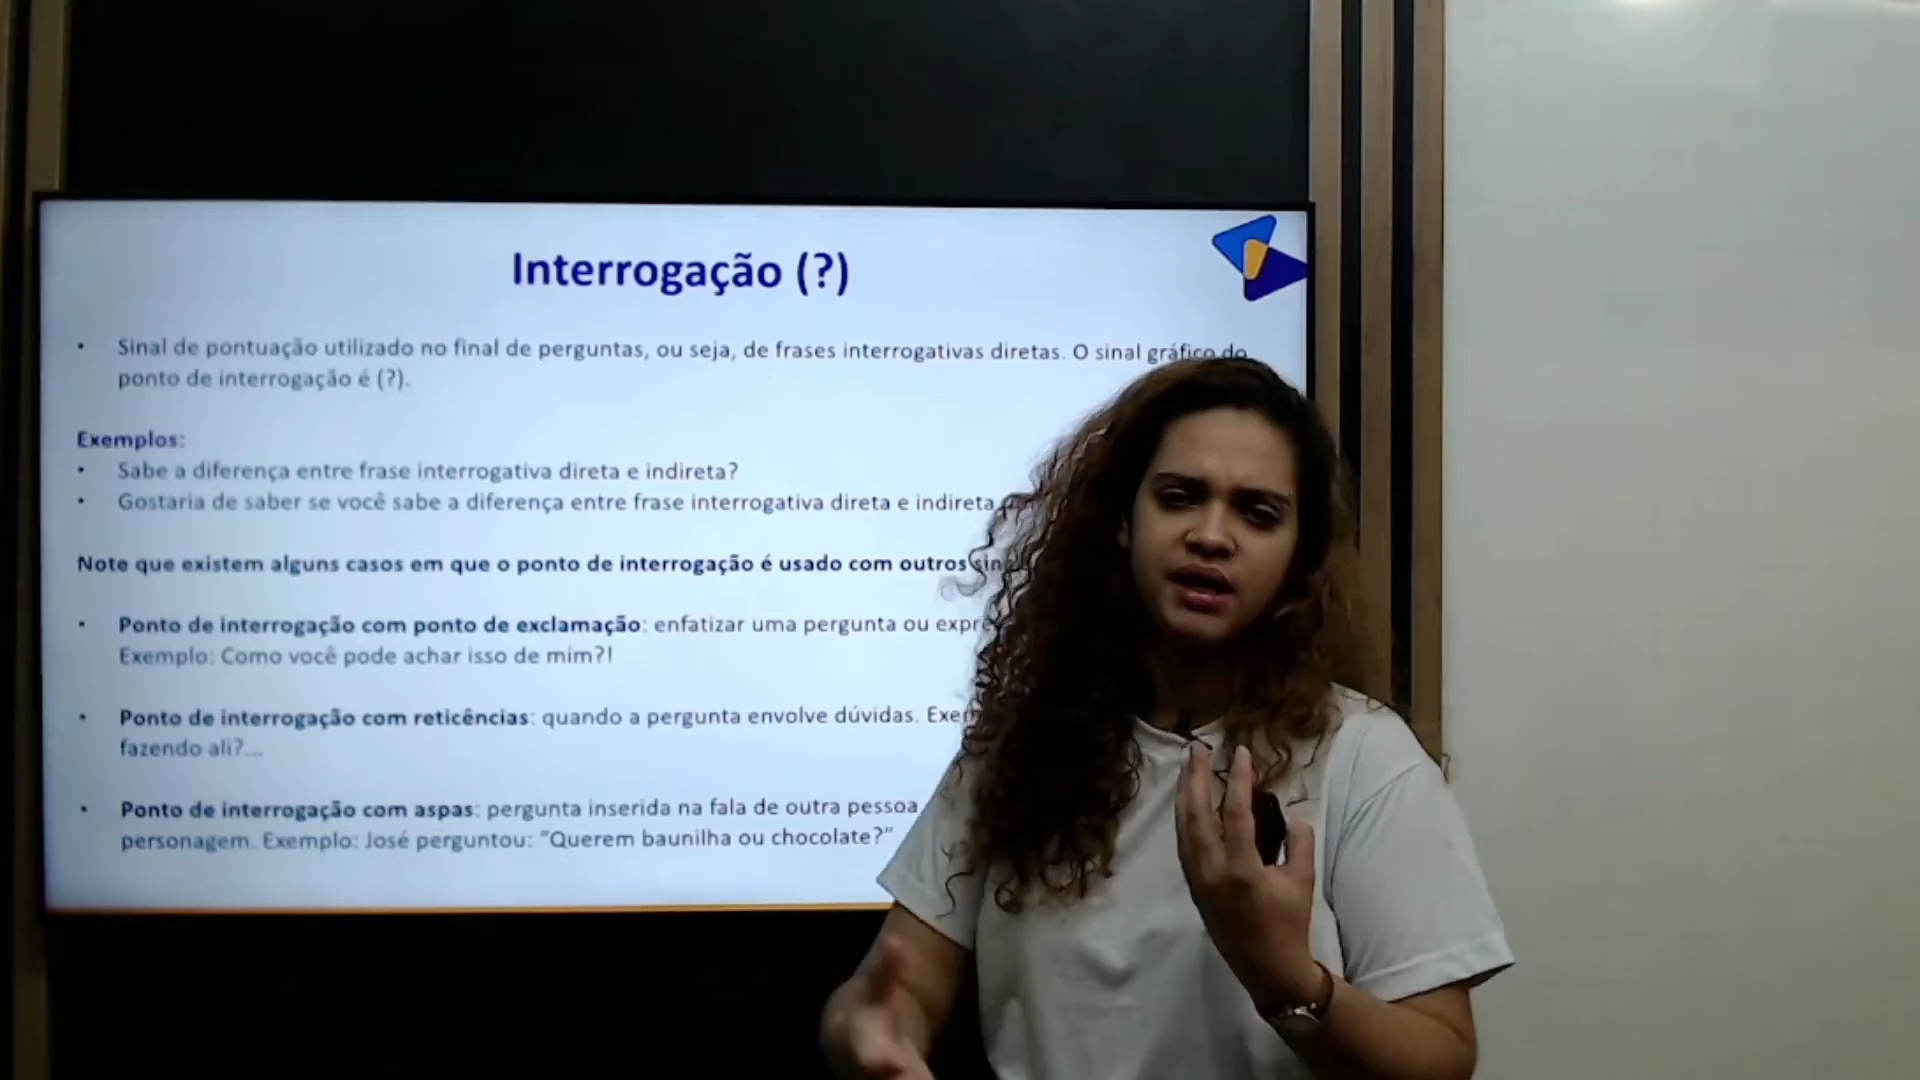 Interrogação (?)
• Sinal de pontuação utilizado no final de perguntas, ou seja, de frases interrogativas diretas. O sinal gráfico do
ponto de interrogação é (?).
Exemplos:
• Sabe a diferença entre frase interrogativa direta e indireta?
• Gostaria de saber se você sabe a diferença entre frase interrogativa direta e indireta
Note que existem alguns casos em que o ponto de interrogação é usado com outros
• Ponto de interrogação com ponto de exclamação: enfatizar uma pergunta ou
Exemplo: Como você pode achar isso de mim?!
• Ponto de interrogação com reticências: quando a pergunta envolve dúvidas.
fazendo ali?...
• Ponto de interrogação com aspas: pergunta inserida na fala de outra pessoa
personagem. Exemplo: José perguntou: “Querem baunilha ou chocolate?”